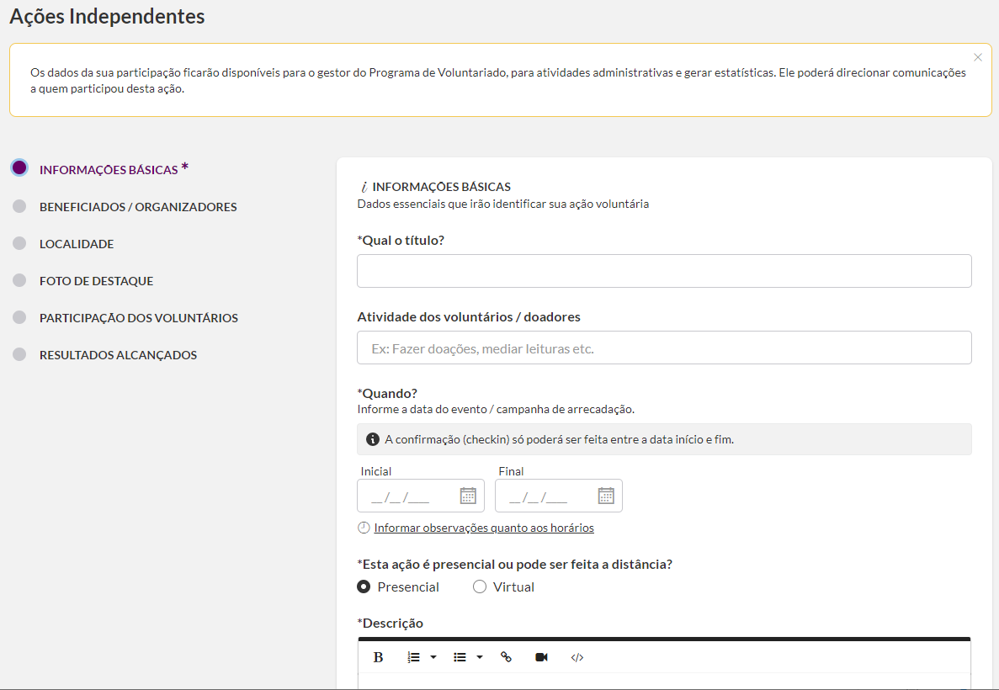 Ações Independentes
Os dados da sua participação ficarão disponíveis para o gestor do Programa de Voluntariado, para atividades administrativas e gerar estatísticas. Ele poderá direcionar comunicações
a quem participou desta ação.
INFORMAÇÕES BÁSICAS *
BENEFICIADOS / ORGANIZADORES
LOCALIDADE
FOTO DE DESTAQUE
PARTICIPAÇÃO DOS VOLUNTÁRIOS
RESULTADOS ALCANÇADOS
i INFORMAÇÕES BÁSICAS
Dados essenciais que irão identificar sua ação voluntária
*Qual o título?
Atividade dos voluntários / doadores
Ex: Fazer doações, mediar leituras etc.
*Quando?
Informe a data do evento / campanha de arrecadação.
A confirmação (checkin) só poderá ser feita entre a data início e fim.
Inicial Final
__/__/____ __/__/____
Informar observações quanto aos horários
*Esta ação é presencial ou pode ser feita a distância?
Presencial Virtual
*Descrição
B </>